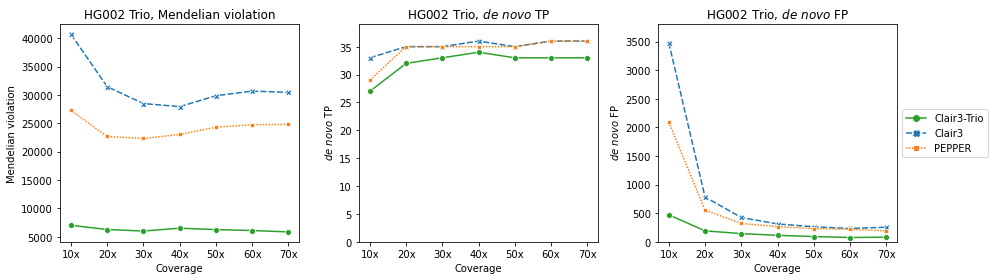 HG002 Trio, Mendelian violation
Mendelian violation
40000
35000
30000
25000
20000
15000
10000
5000
10x 20x 30x 40x 50x 60x 70x
Coverage
HG002 Trio, de novo TP
de novo TP
35
30
25
20
15
10
5
0
10x 20x 30x 40x 50x 60x 70x
Coverage
HG002 Trio, de novo FP
de novo FP
3500
3000
2500
2000
1500
1000
500
0
10x 20x 30x 40x 50x 60x 70x
Coverage
Clair3-Trio
Clair3
PEPPER